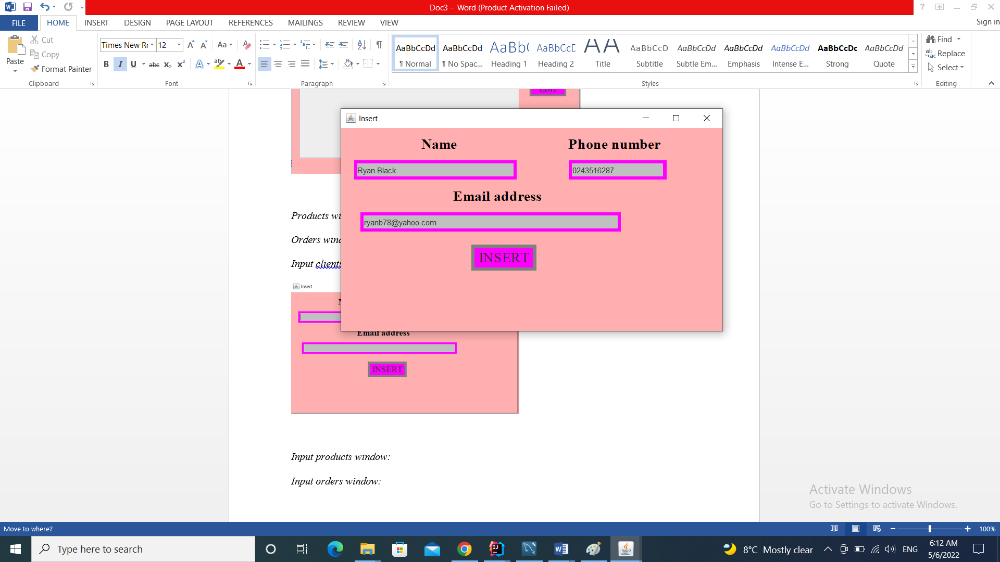 Doc3 - Word (Product Activation Failed)
FILE HOME INSERT DESIGN PAGE LAYOUT REFERENCES MAILINGS REVIEW VIEW Sign in
Paste
Cut
Copy
Format Painter
Clipboard
Times New Ro 12
Font
Paragraph
AaBbCcDd AaBbCcDd AaBbC AaBbCcD AA AaBbCcD AaBbCcDd AaBbCcDd AaBbCcDd AaBbCcDc AaBbCcDd
¶ Normal ¶ No Spac... Heading 1 Heading 2 Title Subtitle Subtle Em... Emphasis Intense E... Strong Quote
Styles
Find
Replace
Select
Editing
EDIT
Insert
Name Phone number
Ryan Black 0243516287
Email address
ryanb78@yahoo.com
INSERT
Products wi
Orders wind
Input clients
Insert
Email address
INSERT
Input products window:
Input orders window:
Activate Windows
Go to Settings to activate Windows.
Move to where? 100%
Type here to search
8°C Mostly clear ENG
6:12 AM
5/6/2022